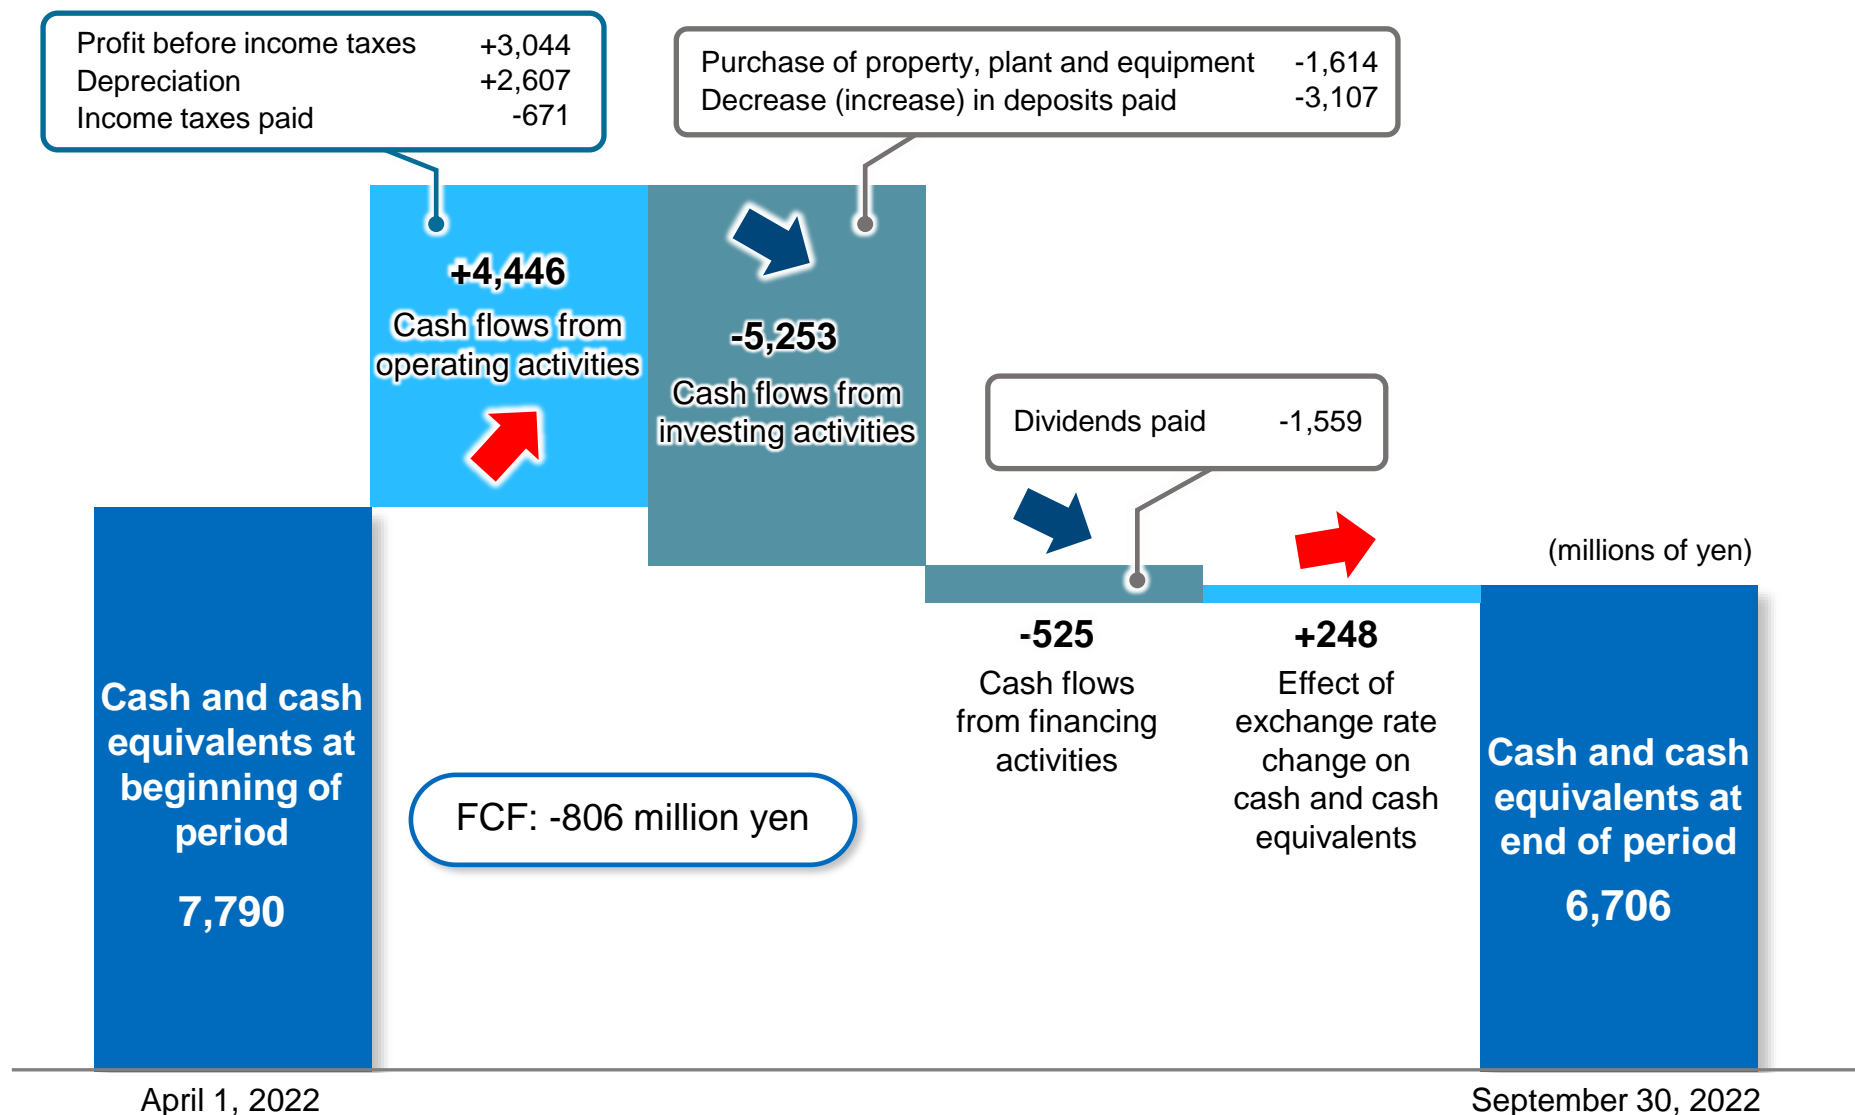 Profit before income taxes +3,044
Depreciation +2,607
Income taxes paid -671
Purchase of property, plant and equipment -1,614
Decrease (increase) in deposits paid -3,107
+4,446
Cash flows from
operating activities
-5,253
Cash flows from
investing activities
Dividends paid -1,559
(millions of yen)
-525
Cash flows
from financing
activities
+248
Effect of
exchange rate
change on
cash and cash
equivalents
Cash and cash
equivalents at
beginning of
period
7,790
FCF: -806 million yen
Cash and cash
equivalents at
end of period
6,706
April 1, 2022
September 30, 2022